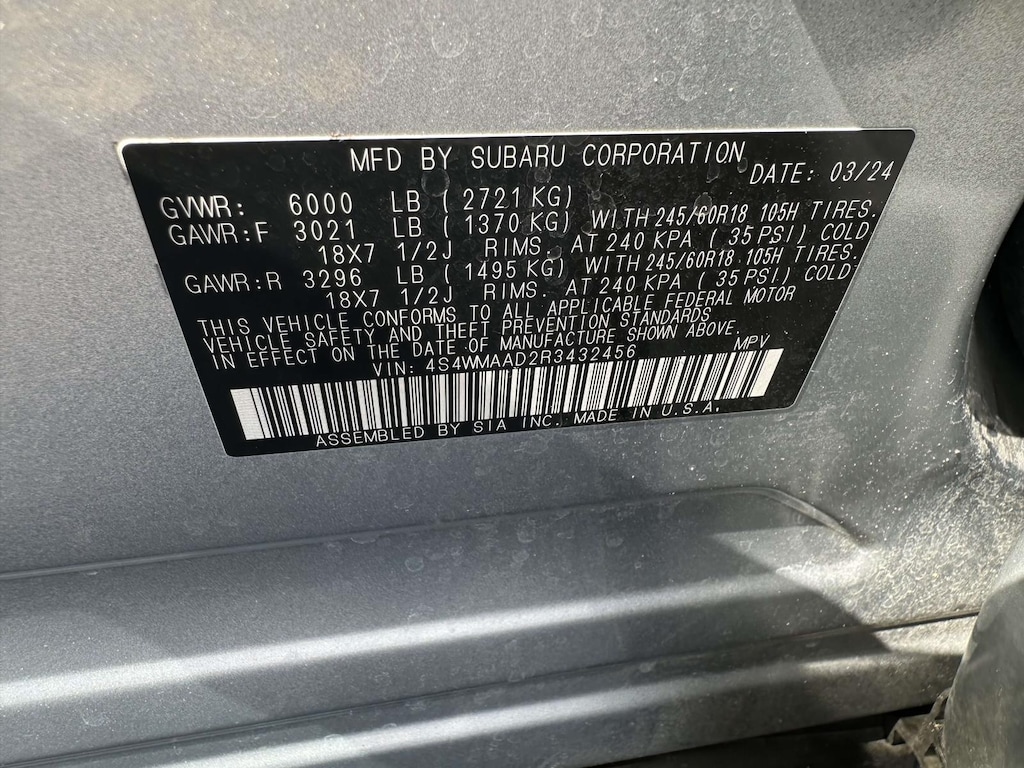 MFD BY SUBARU CORPORATION DATE: 03/24
GVWR: 6000 LB ( 2721 KG)
GAWR:F 3021 LB ( 1370 KG) WITH 245/60R18 105H TIRES.
18X7 1/2J RIMS. AT 240 KPA ( 35 PSI) COLD
GAWR:R 3296 LB ( 1495 KG) WITH 245/60R18 105H TIRES.
18X7 1/2J RIMS. AT 240 KPA ( 35 PSI) COLD
THIS VEHICLE CONFORMS TO ALL APPLICABLE FEDERAL MOTOR
VEHICLE SAFETY AND THEFT PREVENTION STANDARDS
IN EFFECT ON THE DATE OF MANUFACTURE SHOWN ABOVE.
VIN: 4S4WMAAD2R3432456 MPV
ASSEMBLED BY SIA INC. MADE IN U.S.A.